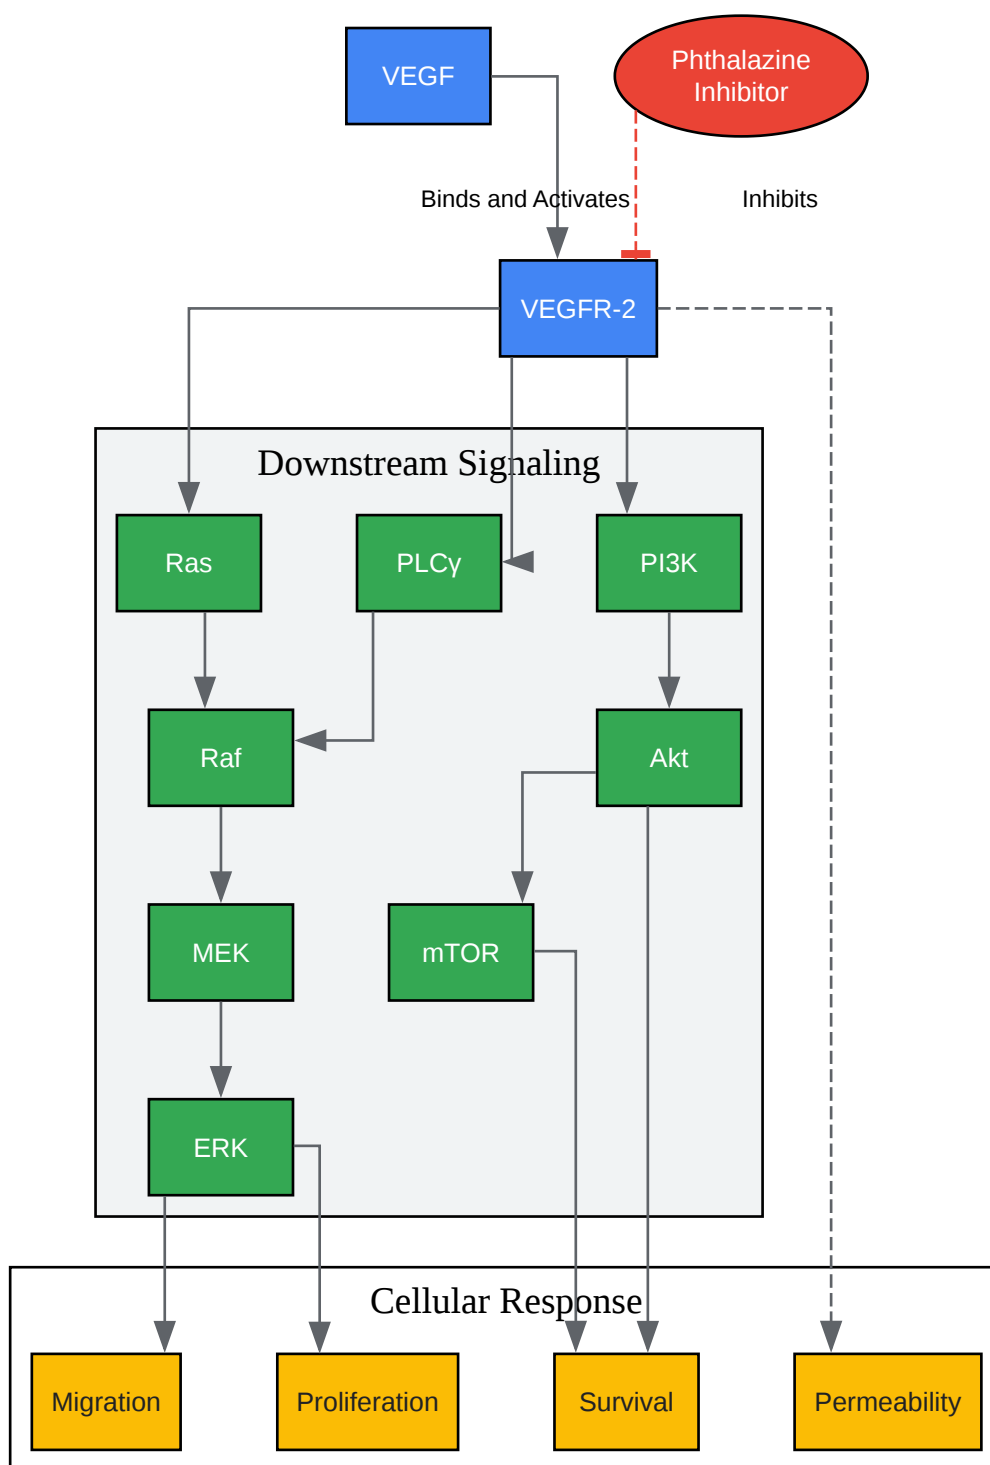 VEGF
Phthalazine
Inhibitor
Binds and Activates
Inhibits
VEGFR-2
Downstream Signaling
Ras
PLCγ
PI3K
Raf
Akt
MEK
mTOR
ERK
Cellular Response
Migration
Proliferation
Survival
Permeability